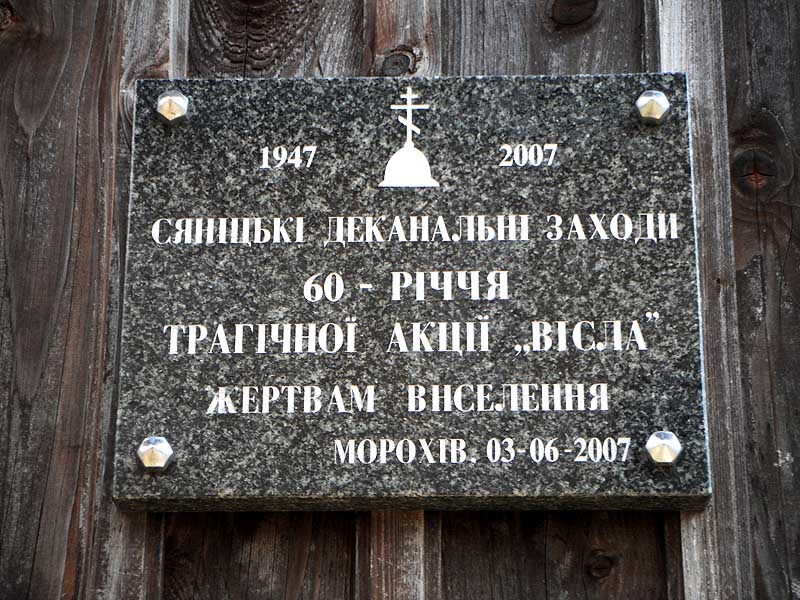 1947 2007
СЯНІЦЬКІ ДЕКАНАЛЬНІ ЗАХОДИ
60 - РІЧЧЯ
ТРАГІЧНОЇ АКЦІЇ „ВІСЛА”
ЖЕРТВАМ ВИСЕЛЕННЯ
МОРОХІВ. 03-06-2007